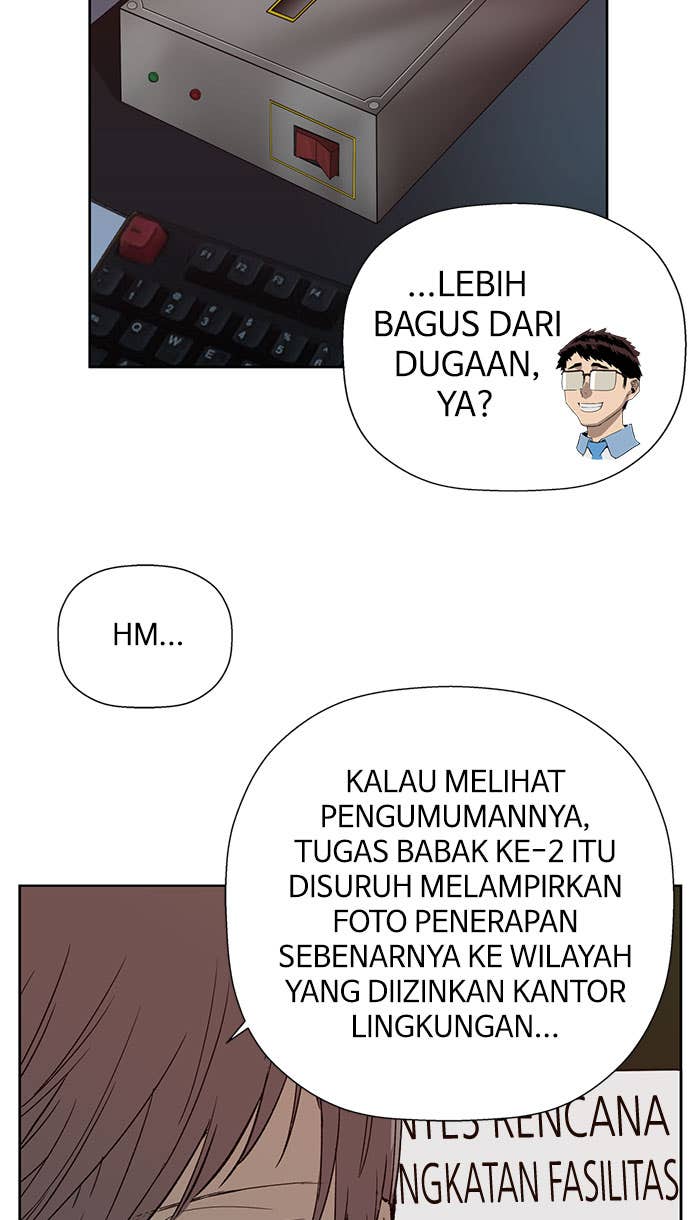 ...LEBIH
BAGUS DARI
DUGAAN,
YA?
HM...
KALAU MELIHAT
PENGUMUMANNYA,
TUGAS BABAK KE-2 ITU
DISURUH MELAMPIRKAN
FOTO PENERAPAN
SEBENARNYA KE WILAYAH
YANG DIIZINKAN KANTOR
LINGKUNGAN...
RENCANA
NGKATAN FASILITAS